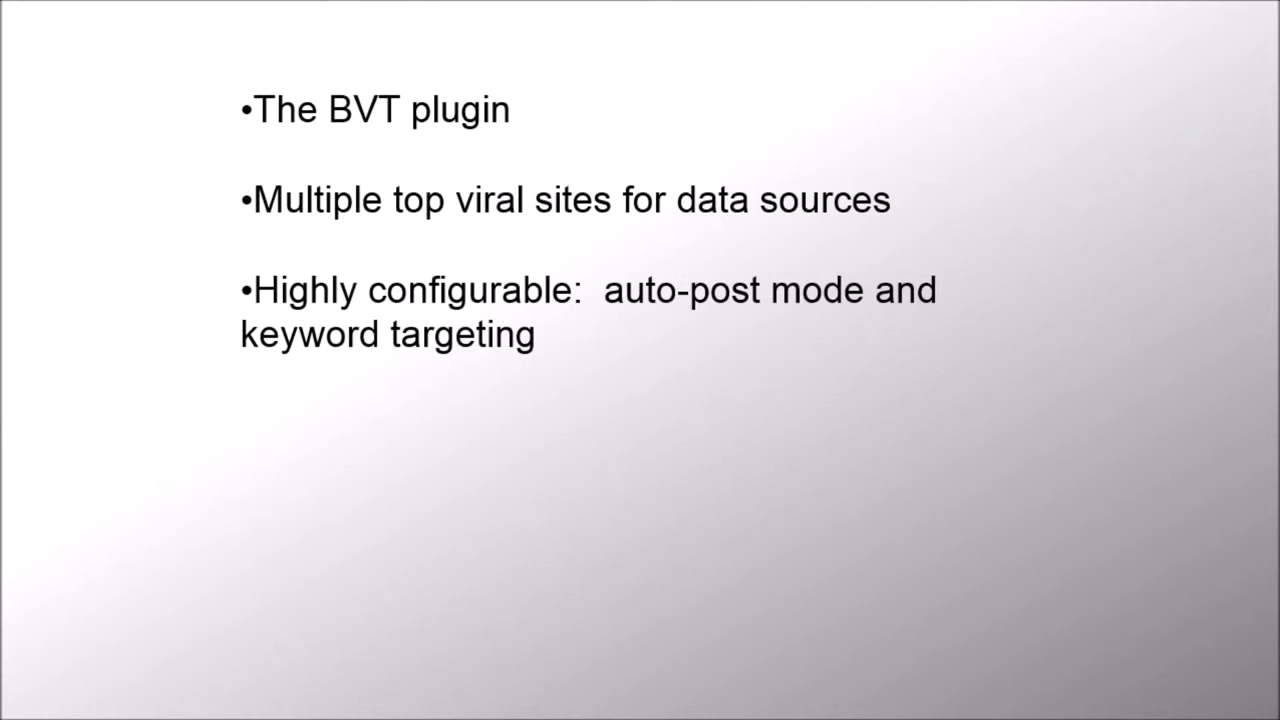 •The BVT plugin
•Multiple top viral sites for data sources
•Highly configurable:  auto-post mode and
keyword targeting